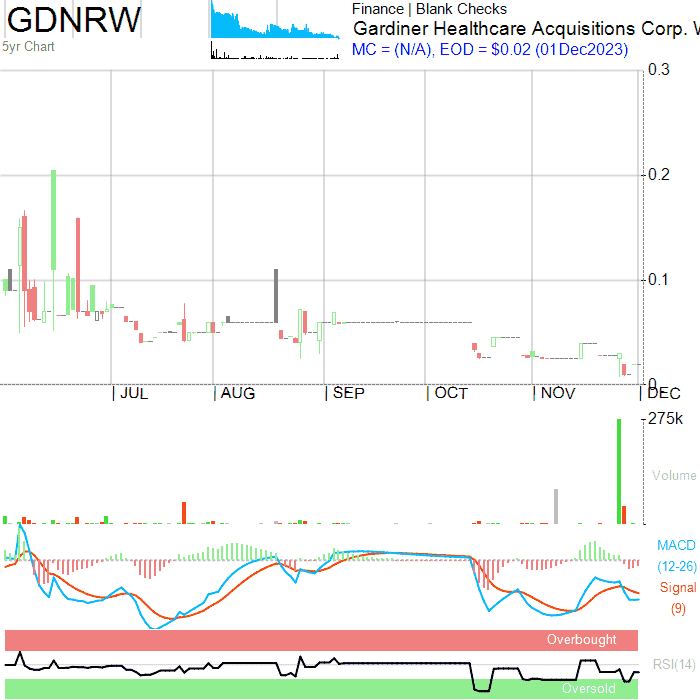 GDNRW
5yr Chart
Finance | Blank Checks
Gardiner Healthcare Acquisitions Corp. W
MC = (N/A), EOD = $0.02 (01Dec2023)
0.3
0.2
0.1
0
JUL AUG SEP OCT NOV DEC
275k
Volume
MACD
(12-26)
Signal
(9)
Overbought
RSI(14)
Oversold